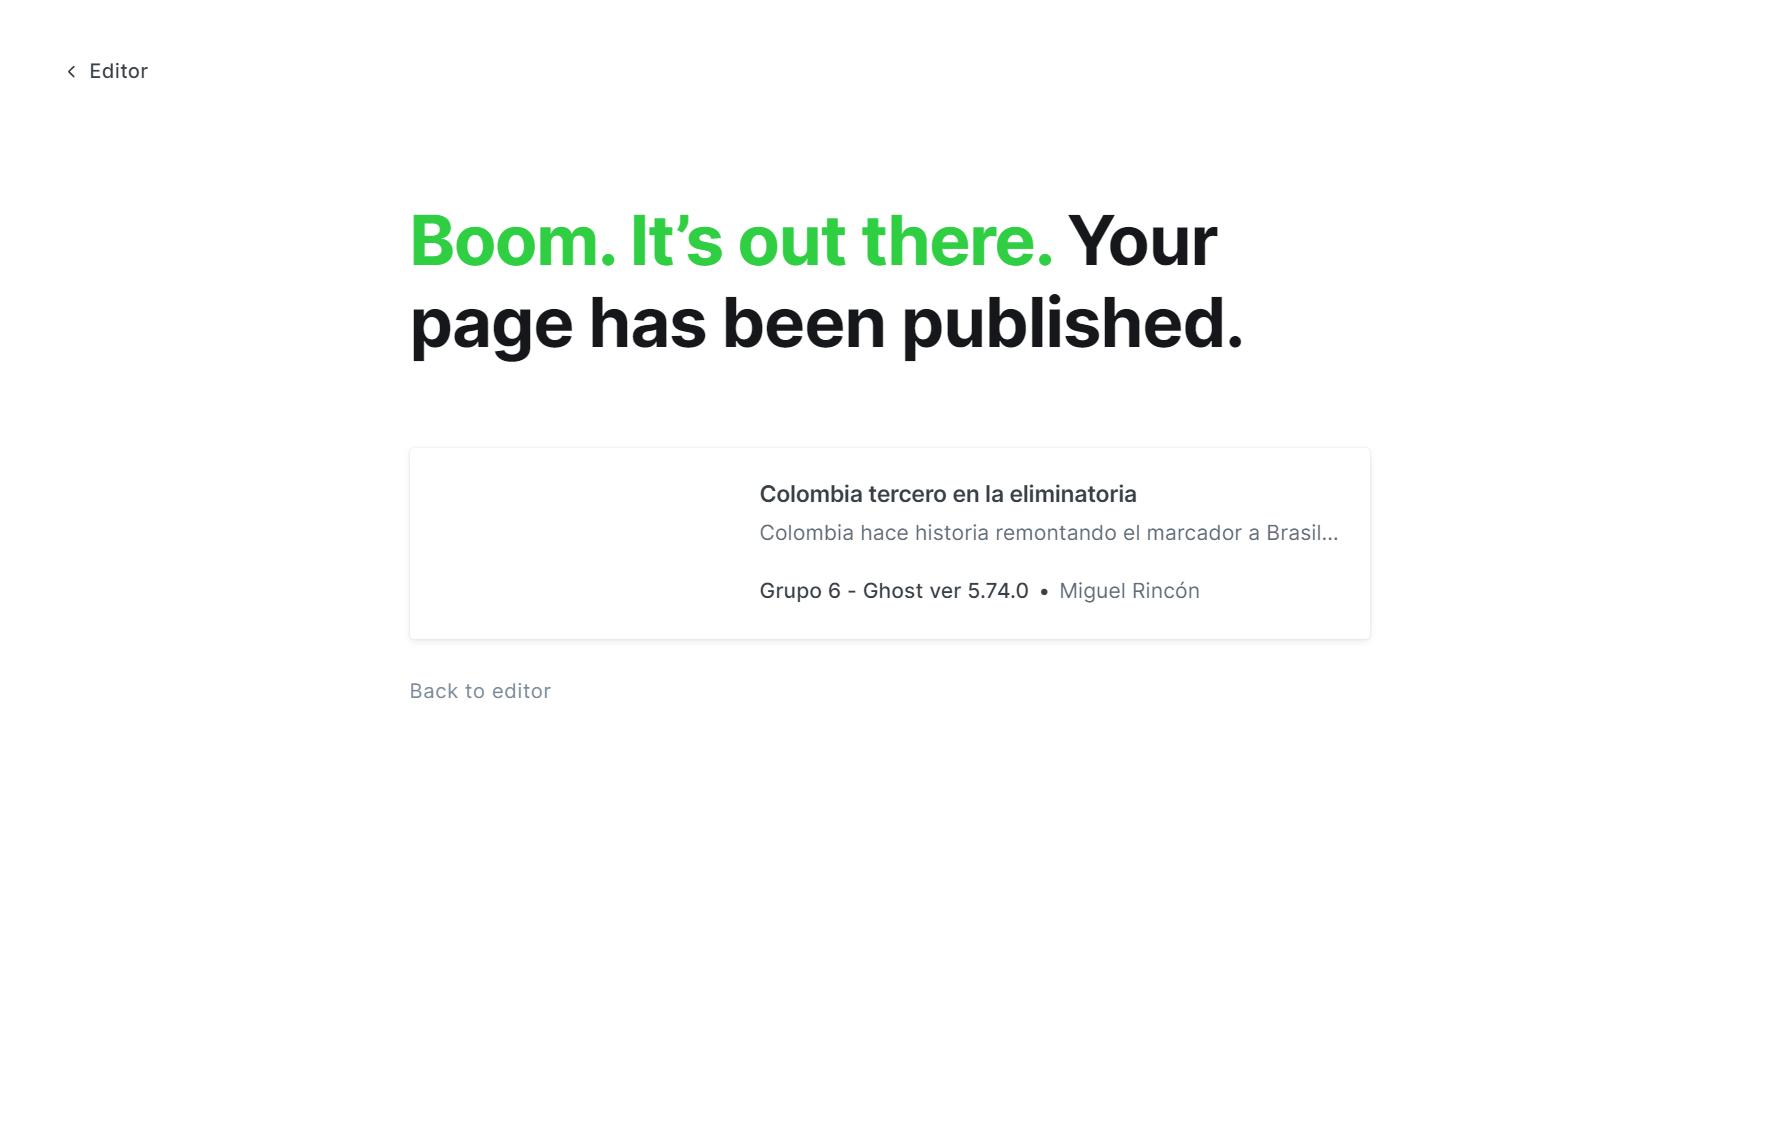 Editor
Boom. It’s out there. Your
page has been published.
Colombia tercero en la eliminatoria
Colombia hace historia remontando el marcador a Brasil...
Grupo 6 - Ghost ver 5.74.0 • Miguel Rincón
Back to editor